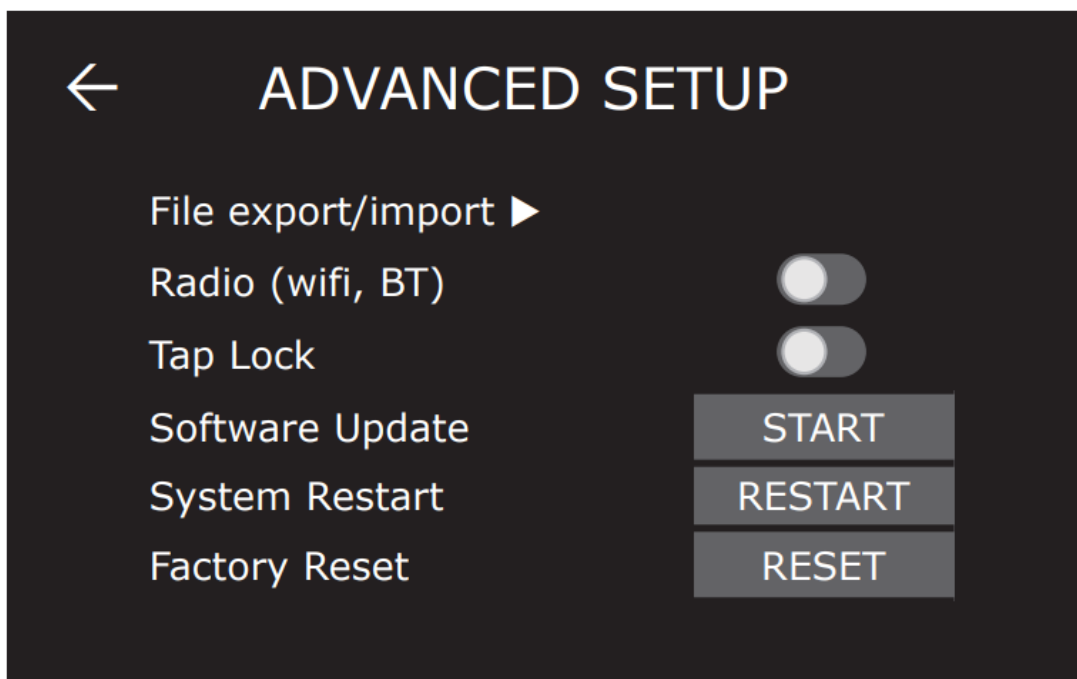 ADVANCED SETUP
File export/import
Radio (wifi, BT)
Tap Lock
Software Update START
System Restart RESTART
Factory Reset RESET